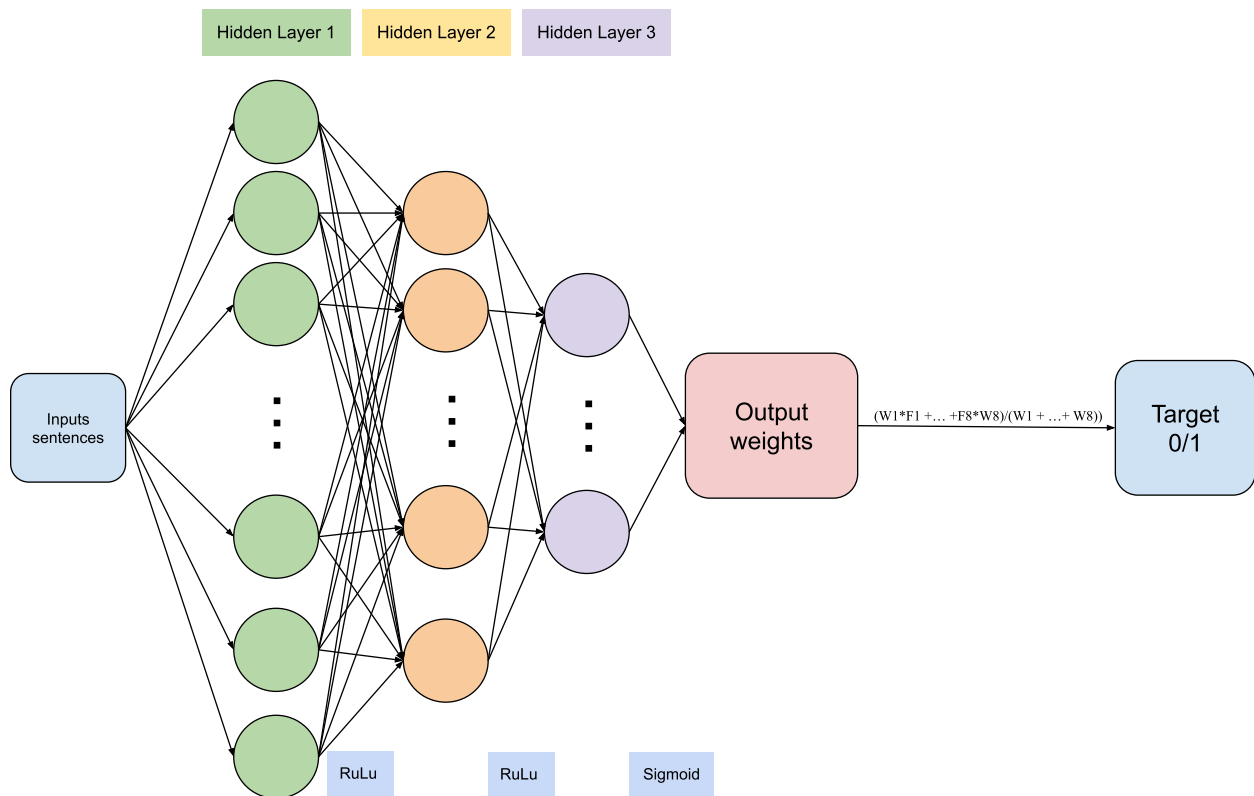 Hidden Layer 1
Hidden Layer 2
Hidden Layer 3
Inputs
sentences
Output
weights
(W1*F1 +... +F8*W8)/(W1 + ...+ W8))
Target
0/1
RuLu
RuLu
Sigmoid